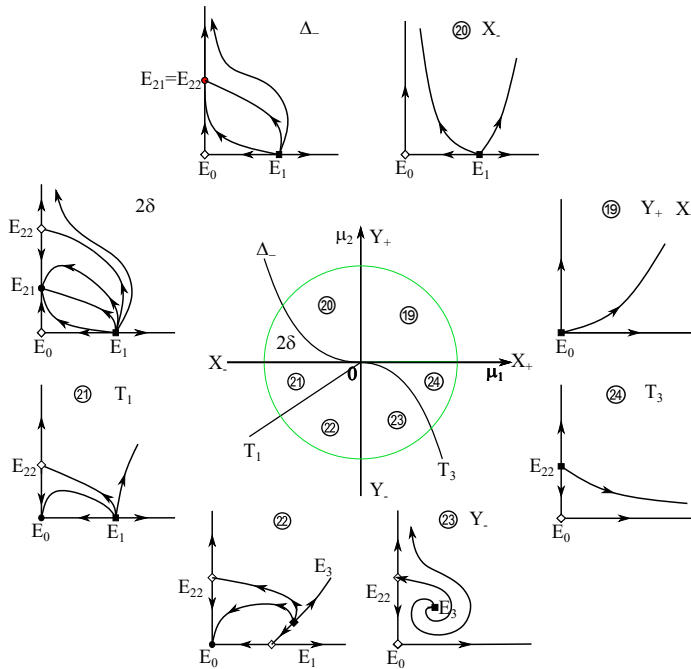 Δ₋
⑳ X₋
E₂₁=E₂₂
E₀
E₁
E₀
E₁
2δ
E₂₂
E₂₁
E₀
E₁
⑲ Y₊ X
E₀
μ₂ Y₊
Δ₋
⑳
⑲
2δ
X₋
0
μ₁
X₊
㉑
㉔
㉒
㉓
T₁
T₃
Y₋
㉑ T₁
E₂₂
E₀
E₁
㉔ T₃
E₂₂
E₀
㉒
E₃
E₂₂
E₀
E₁
㉓ Y₋
E₂₂
E₃
E₀